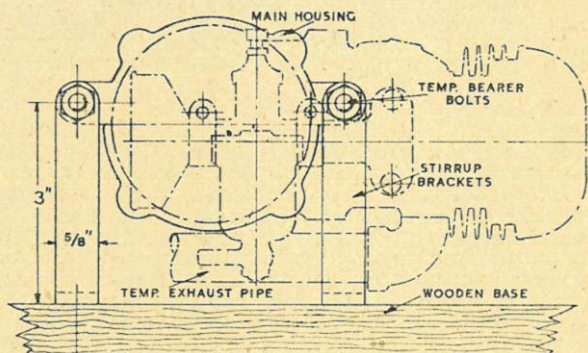 MAIN HOUSING
TEMP. BEARER
BOLTS
STIRRUP
BRACKETS
3"
5/8"
TEMP. EXHAUST PIPE
WOODEN BASE